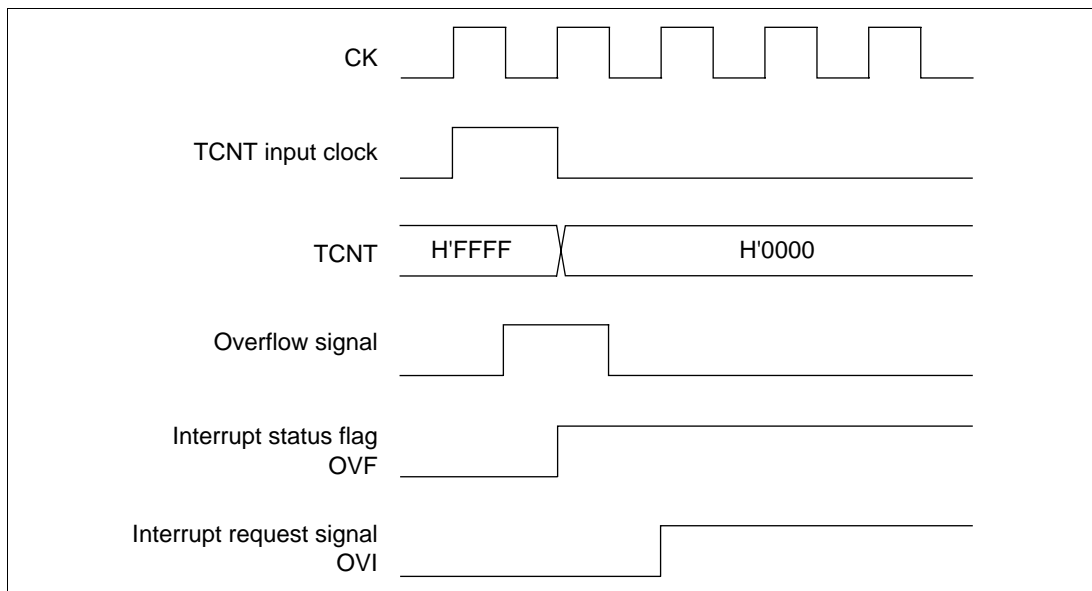 CK
TCNT input clock
TCNT
H'FFFF
H'0000
Overflow signal
Interrupt status flag
OVF
Interrupt request signal
OVI